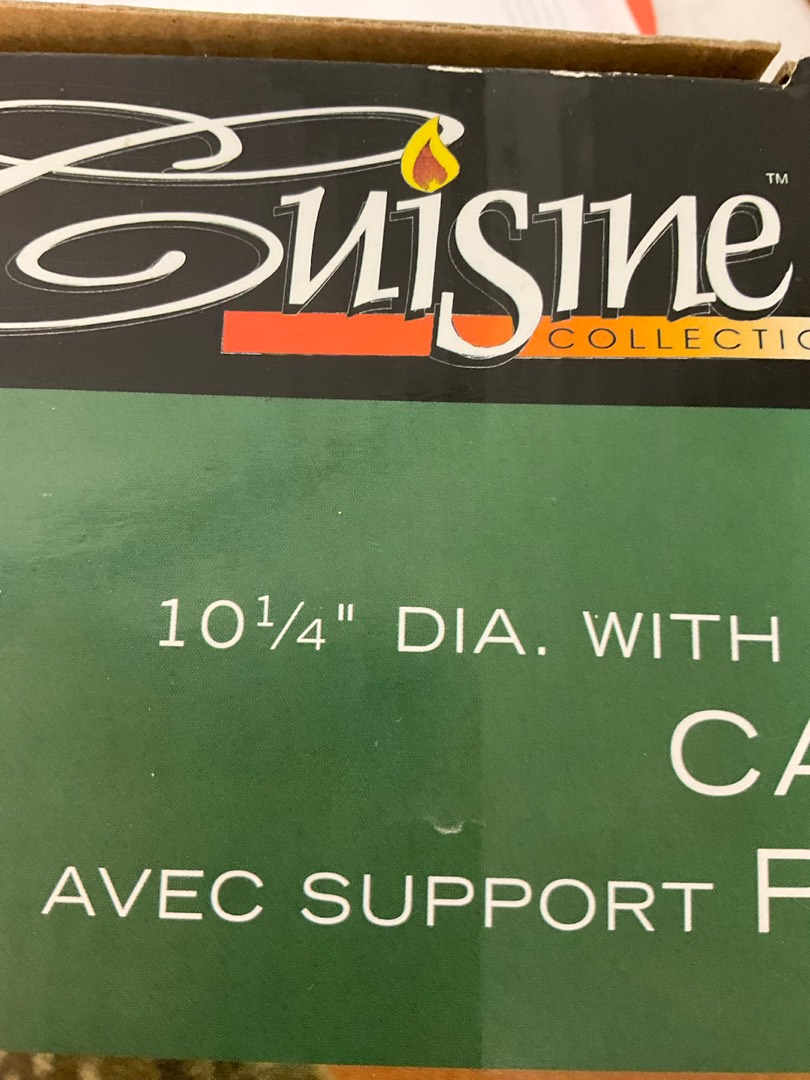 Cuisine™
COLLECTIO
10¼" DIA. WITH
CA
AVEC SUPPORT F